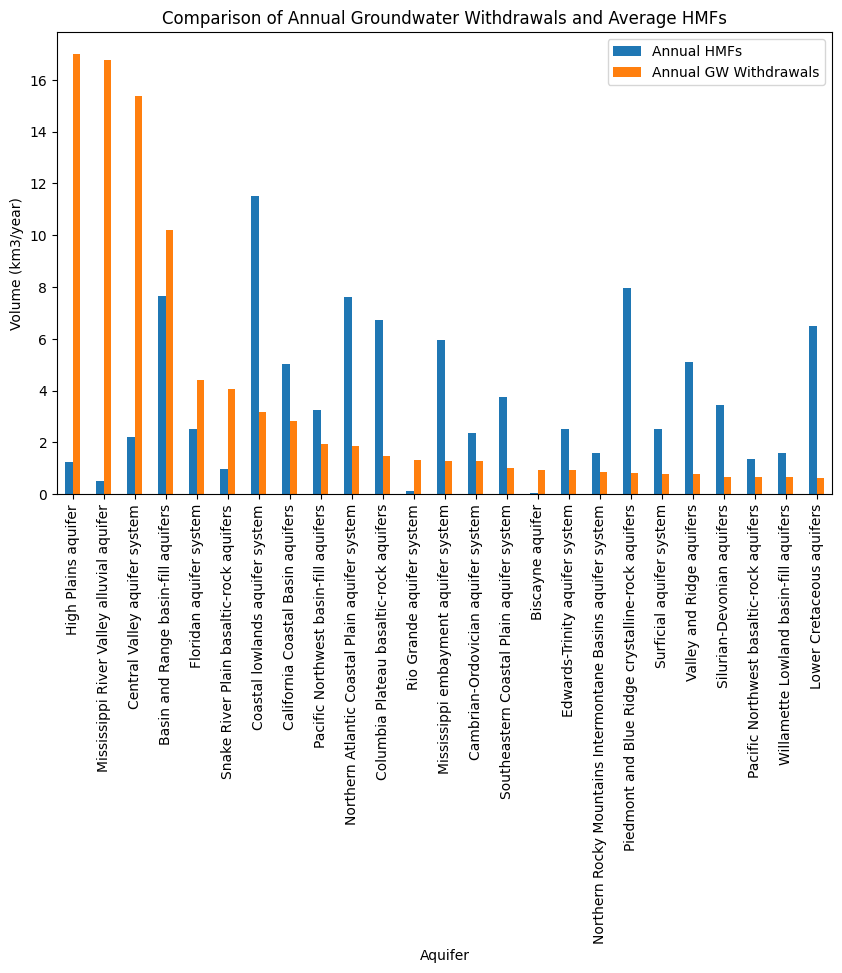 Comparison of Annual Groundwater Withdrawals and Average HMFs
Annual HMFs
Annual GW Withdrawals
Volume (km3/year)
16
14
12
10
8
6
4
2
0
High Plains aquifer
Mississippi River Valley alluvial aquifer
Central Valley aquifer system
Basin and Range basin-fill aquifers
Floridan aquifer system
Snake River Plain basaltic-rock aquifers
Coastal lowlands aquifer system
California Coastal Basin aquifers
Pacific Northwest basin-fill aquifers
Northern Atlantic Coastal Plain aquifer system
Columbia Plateau basaltic-rock aquifers
Rio Grande aquifer system
Mississippi embayment aquifer system
Cambrian-Ordovician aquifer system
Southeastern Coastal Plain aquifer system
Biscayne aquifer
Edwards-Trinity aquifer system
Northern Rocky Mountains Intermontane Basins aquifer system
Piedmont and Blue Ridge crystalline-rock aquifers
Surficial aquifer system
Valley and Ridge aquifers
Silurian-Devonian aquifers
Pacific Northwest basaltic-rock aquifers
Willamette Lowland basin-fill aquifers
Lower Cretaceous aquifers
Aquifer